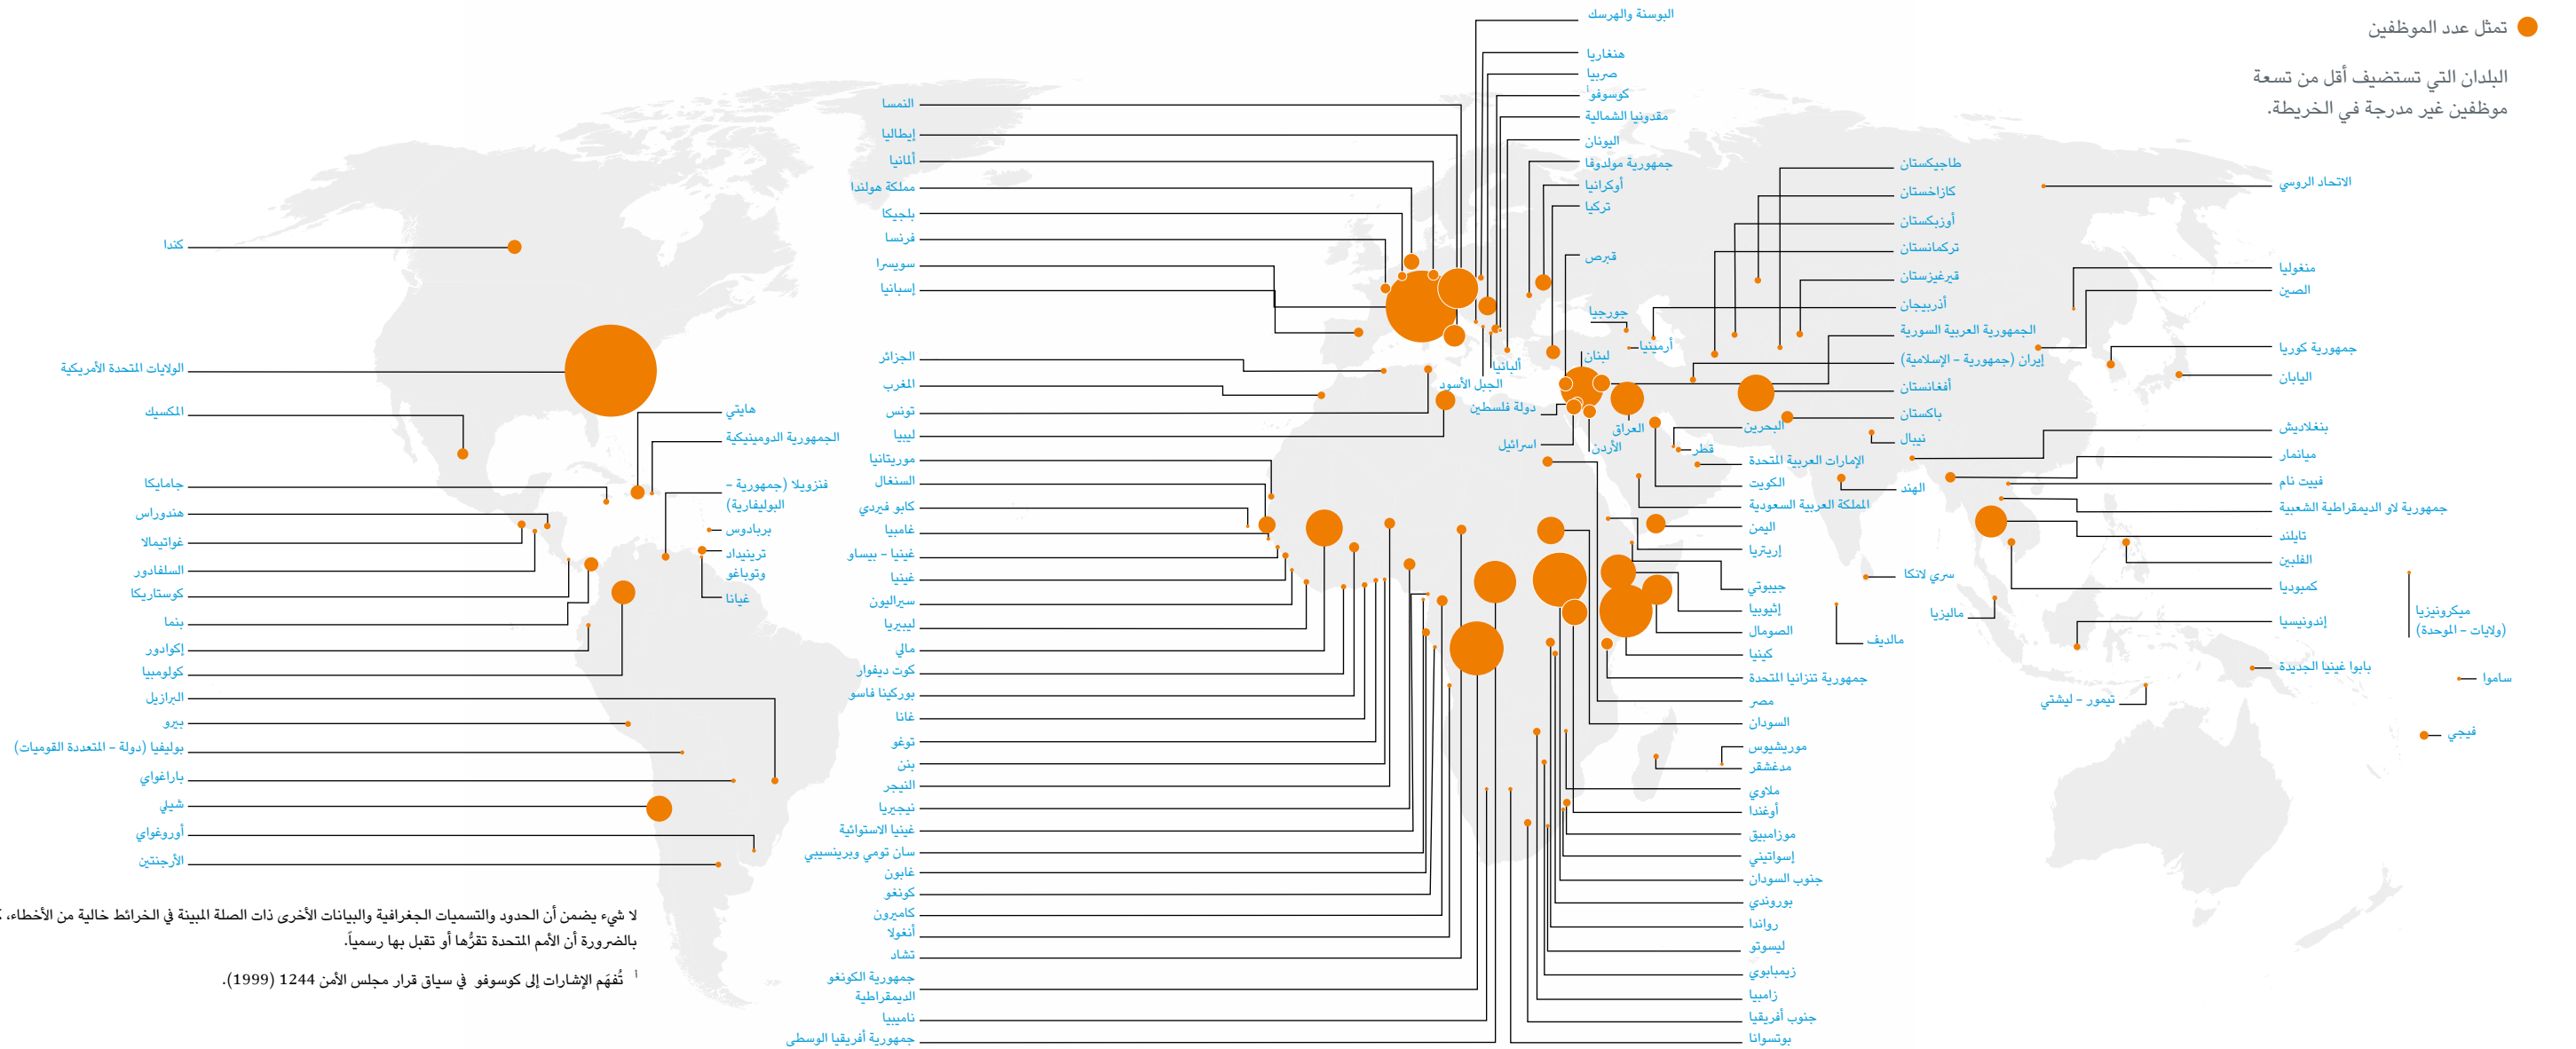 تمثل عدد الموظفين
البلدان التي تستضيف أقل من تسعة
موظفين غير مدرجة في الخريطة.
البوسنة والهرسك
هنغاريا
صربيا
كوسوفو أ
مقدونيا الشمالية
اليونان
جمهورية مولدوفا
أوكرانيا
تركيا
قبرص
جورجيا
أرمينيا
لبنان
ألبانيا
الجبل الأسود
دولة فلسطين
اسرائيل
العراق
الأردن
البحرين
قطر
طاجيكستان
كازاخستان
أوزبكستان
تركمانستان
قيرغيزستان
أذربيجان
الجمهورية العربية السورية
إيران (جمهورية – الإسلامية)
أفغانستان
باكستان
نيبال
الهند
سري لانكا
مالديف
ماليزيا
الاتحاد الروسي
منغوليا
الصين
جمهورية كوريا
اليابان
بنغلاديش
ميانمار
فييت نام
جمهورية لاو الديمقراطية الشعبية
تايلند
الفلبين
كمبوديا
إندونيسيا
ميكرونيزيا
(ولايات – الموحدة)
بابوا غينيا الجديدة
ساموا
تيمور – ليشتي
فيجي
الإمارات العربية المتحدة
الكويت
المملكة العربية السعودية
اليمن
إريتريا
جيبوتي
إثيوبيا
الصومال
كينيا
جمهورية تنزانيا المتحدة
مصر
السودان
موريشيوس
مدغشقر
ملاوي
أوغندا
موزامبيق
إسواتيني
جنوب السودان
بوروندي
رواندا
ليسوتو
زيمبابوي
زامبيا
جنوب أفريقيا
بوتسوانا
النمسا
إيطاليا
ألمانيا
مملكة هولندا
بلجيكا
فرنسا
سويسرا
إسبانيا
الجزائر
المغرب
تونس
ليبيا
موريتانيا
السنغال
كابو فيردي
غامبيا
غينيا – بيساو
غينيا
سيراليون
ليبيريا
مالي
كوت ديفوار
بوركينا فاسو
غانا
توغو
بنن
النيجر
نيجيريا
غينيا الاستوائية
سان تومي وبرينسيبي
غابون
كونغو
كاميرون
أنغولا
تشاد
جمهورية الكونغو
الديمقراطية
ناميبيا
جمهورية أفريقيا الوسطى
هايتي
الجمهورية الدومينيكية
فنزويلا (جمهورية –
البوليفارية)
بربادوس
ترينيداد
وتوباغو
غيانا
كندا
الولايات المتحدة الأمريكية
المكسيك
جامايكا
هندوراس
غواتيمالا
السلفادور
كوستاريكا
بنما
إكوادور
كولومبيا
البرازيل
بيرو
بوليفيا (دولة – المتعددة القوميات)
باراغواي
شيلي
أوروغواي
الأرجنتين
لا شيء يضمن أن الحدود والتسميات الجغرافية والبيانات الأخرى ذات الصلة المبينة في الخرائط خالية من الأخطاء،
بالضرورة أن الأمم المتحدة تقرُّها أو تقبل بها رسمياً.
أ تُفهَم الإشارات إلى كوسوفو في سياق قرار مجلس الأمن 1244 (1999).